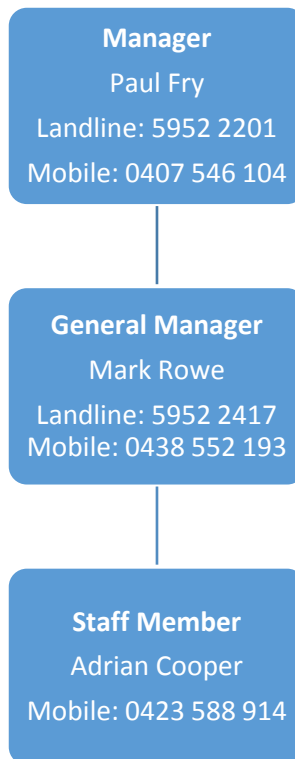 Manager
Paul Fry
Landline: 5952 2201
Mobile: 0407 546 104
General Manager
Mark Rowe
Landline: 5952 2417
Mobile: 0438 552 193
Staff Member
Adrian Cooper
Mobile: 0423 588 914